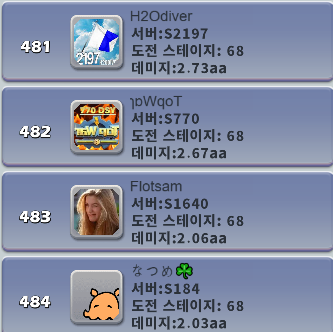 481
H2Odiver
서버:S2197
도전 스테이지: 68
데미지:2.73aa
2197
482
ʅpWqoT
서버:S770
도전 스테이지: 68
데미지:2.67aa
483
Flotsam
서버:S1640
도전 스테이지: 68
데미지:2.06aa
484
なつめ🍀
서버:S184
도전 스테이지: 68
데미지:2.03aa